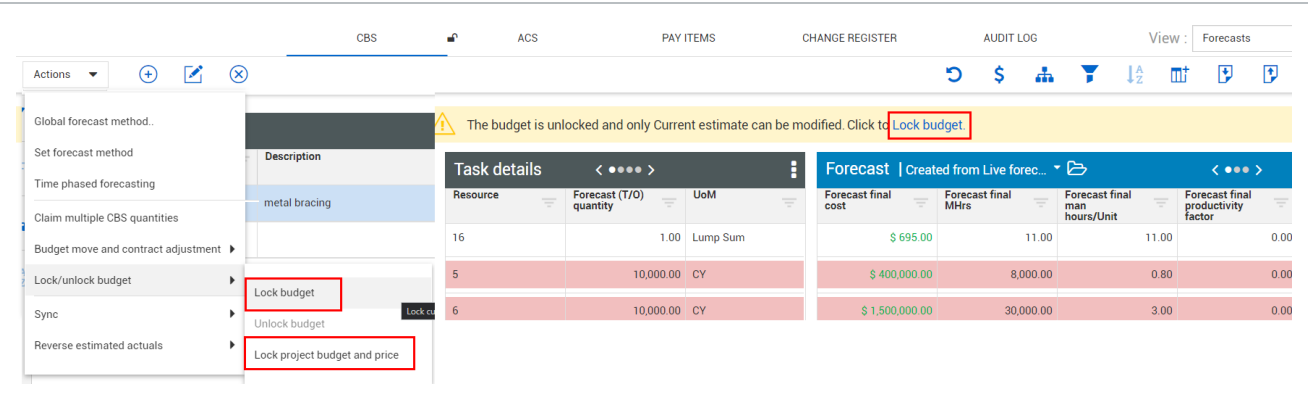 CBS ACS PAY ITEMS CHANGE REGISTER AUDIT LOG View : Forecasts
Actions
Global forecast method..
Set forecast method
Time phased forecasting
Claim multiple CBS quantities
Budget move and contract adjustment
Lock/unlock budget
Sync
Reverse estimated actuals
Description
metal bracing
Lock budget
Lock cu
Unlock budget
Lock project budget and price
The budget is unlocked and only Current estimate can be modified. Click to Lock budget.
Task details
Resource Forecast (T/O) quantity UoM
16 1.00 Lump Sum
5 10,000.00 CY
6 10,000.00 CY
Forecast | Created from Live forec...
Forecast final cost Forecast final MHrs Forecast final man hours/Unit Forecast final productivity factor
$ 695.00 11.00 11.00 0.00
$ 400,000.00 8,000.00 0.80 0.00
$ 1,500,000.00 30,000.00 3.00 0.00